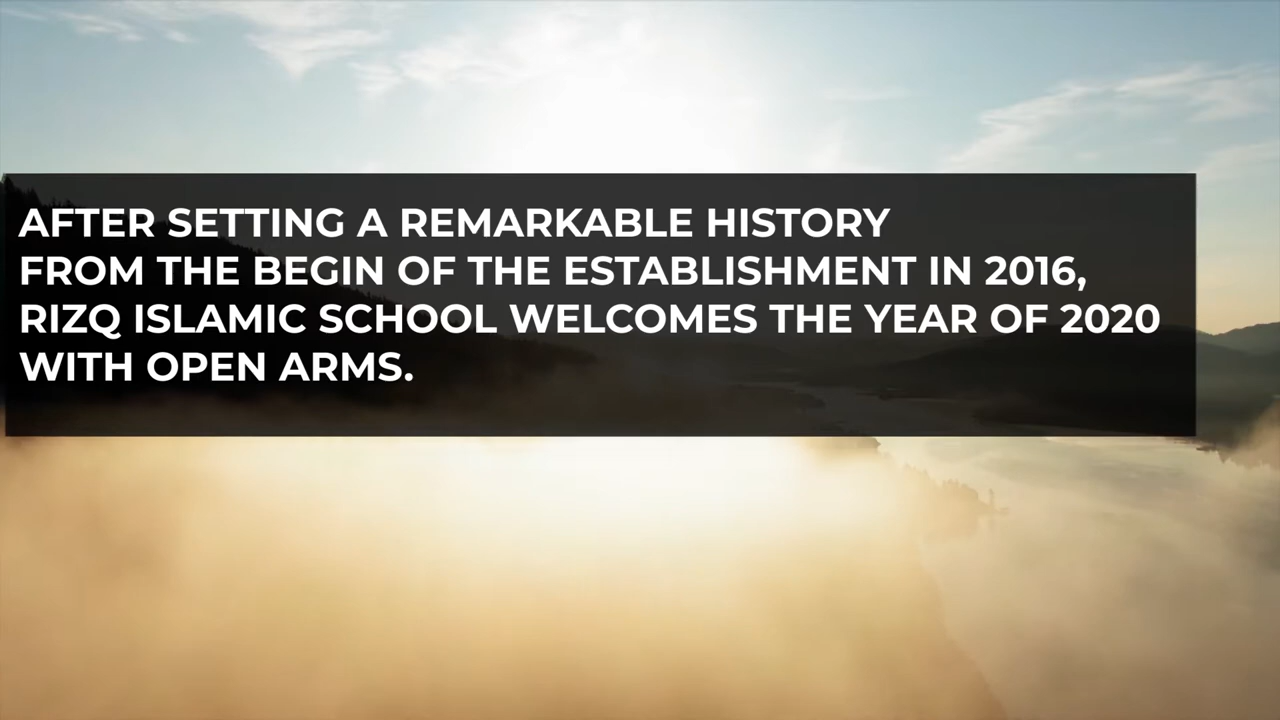 AFTER SETTING A REMARKABLE HISTORY
FROM THE BEGIN OF THE ESTABLISHMENT IN 2016,
RIZQ ISLAMIC SCHOOL WELCOMES THE YEAR OF 2020
WITH OPEN ARMS.